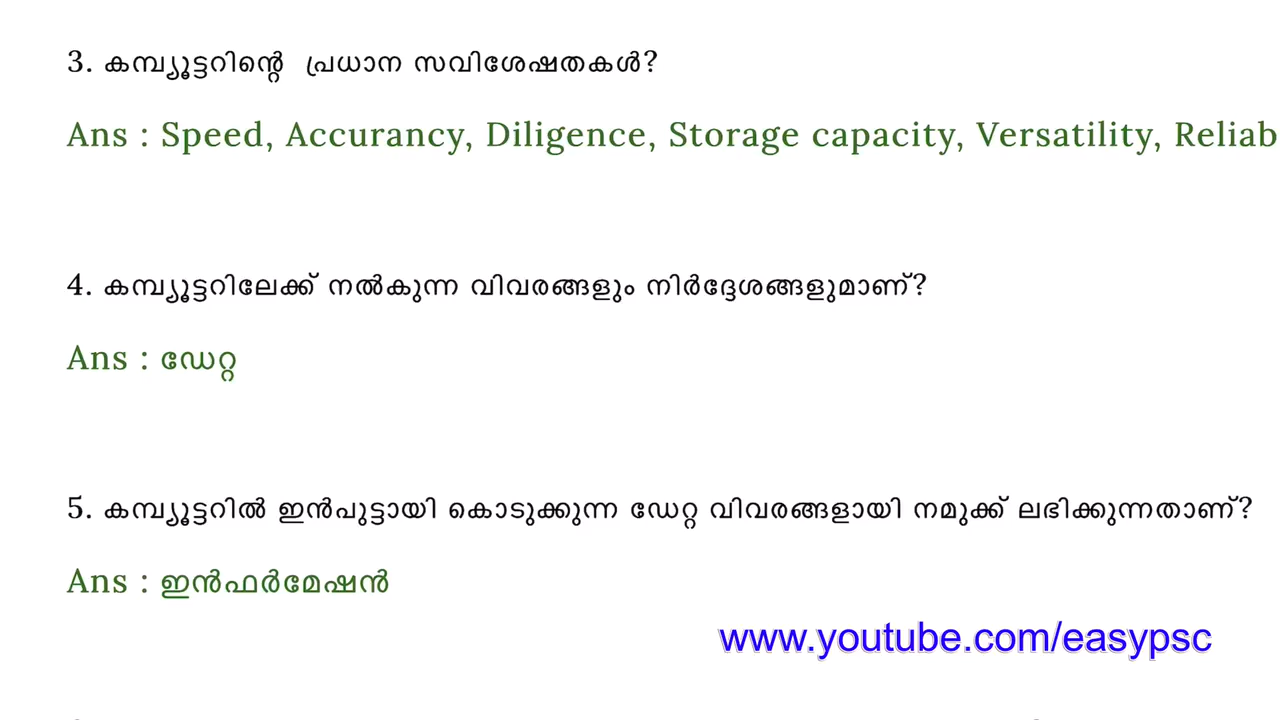 3. കമ്പ്യൂട്ടറിന്റെ പ്രധാന സവിശേഷതകൾ?
Ans : Speed, Accurancy, Diligence, Storage capacity, Versatility, Reliab
4. കമ്പ്യൂട്ടറിലേക്ക് നൽകുന്ന വിവരങ്ങളും നിർദ്ദേശങ്ങളുമാണ്?
Ans : ഡേറ്റ
5. കമ്പ്യൂട്ടറിൽ ഇൻപുട്ടായി കൊടുക്കുന്ന ഡേറ്റ വിവരങ്ങളായി നമുക്ക് ലഭിക്കുന്നതാണ്?
Ans : ഇൻഫർമേഷൻ
www.youtube.com/easypsc